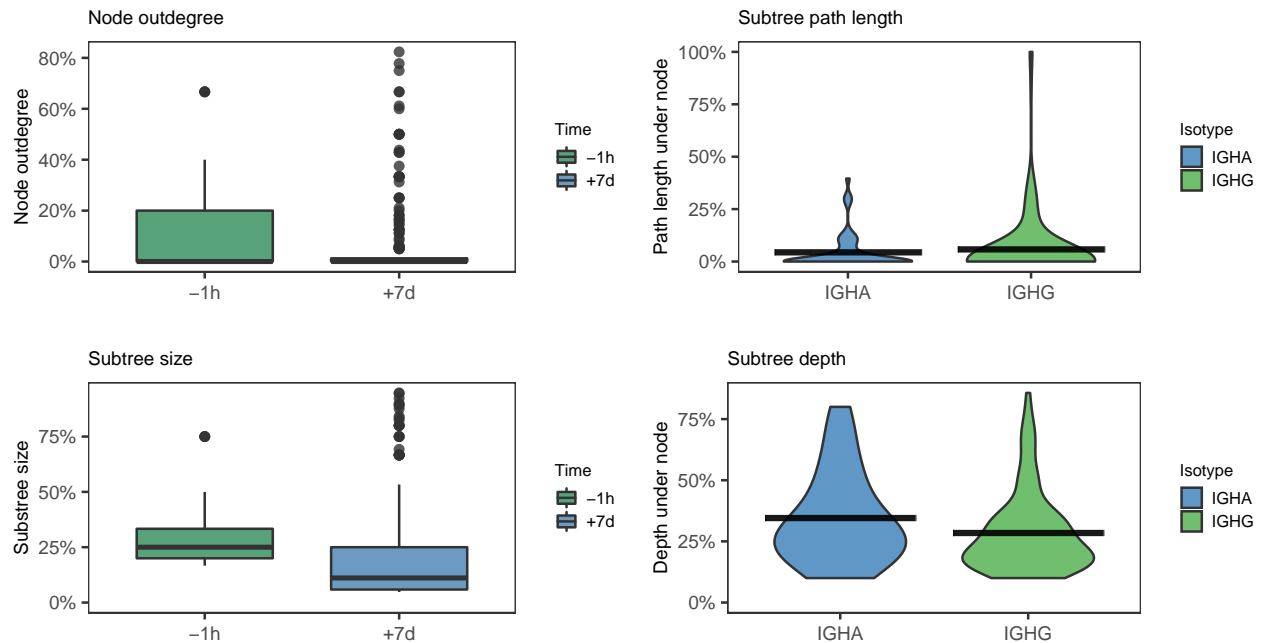 Node outdegree
Node outdegree
80%
60%
40%
20%
0%
−1h
+7d
Time
−1h
+7d
Subtree path length
Path length under node
100%
75%
50%
25%
0%
IGHA
IGHG
Isotype
IGHA
IGHG
Subtree size
Substree size
75%
50%
25%
0%
−1h
+7d
Time
−1h
+7d
Subtree depth
Depth under node
75%
50%
25%
0%
IGHA
IGHG
Isotype
IGHA
IGHG